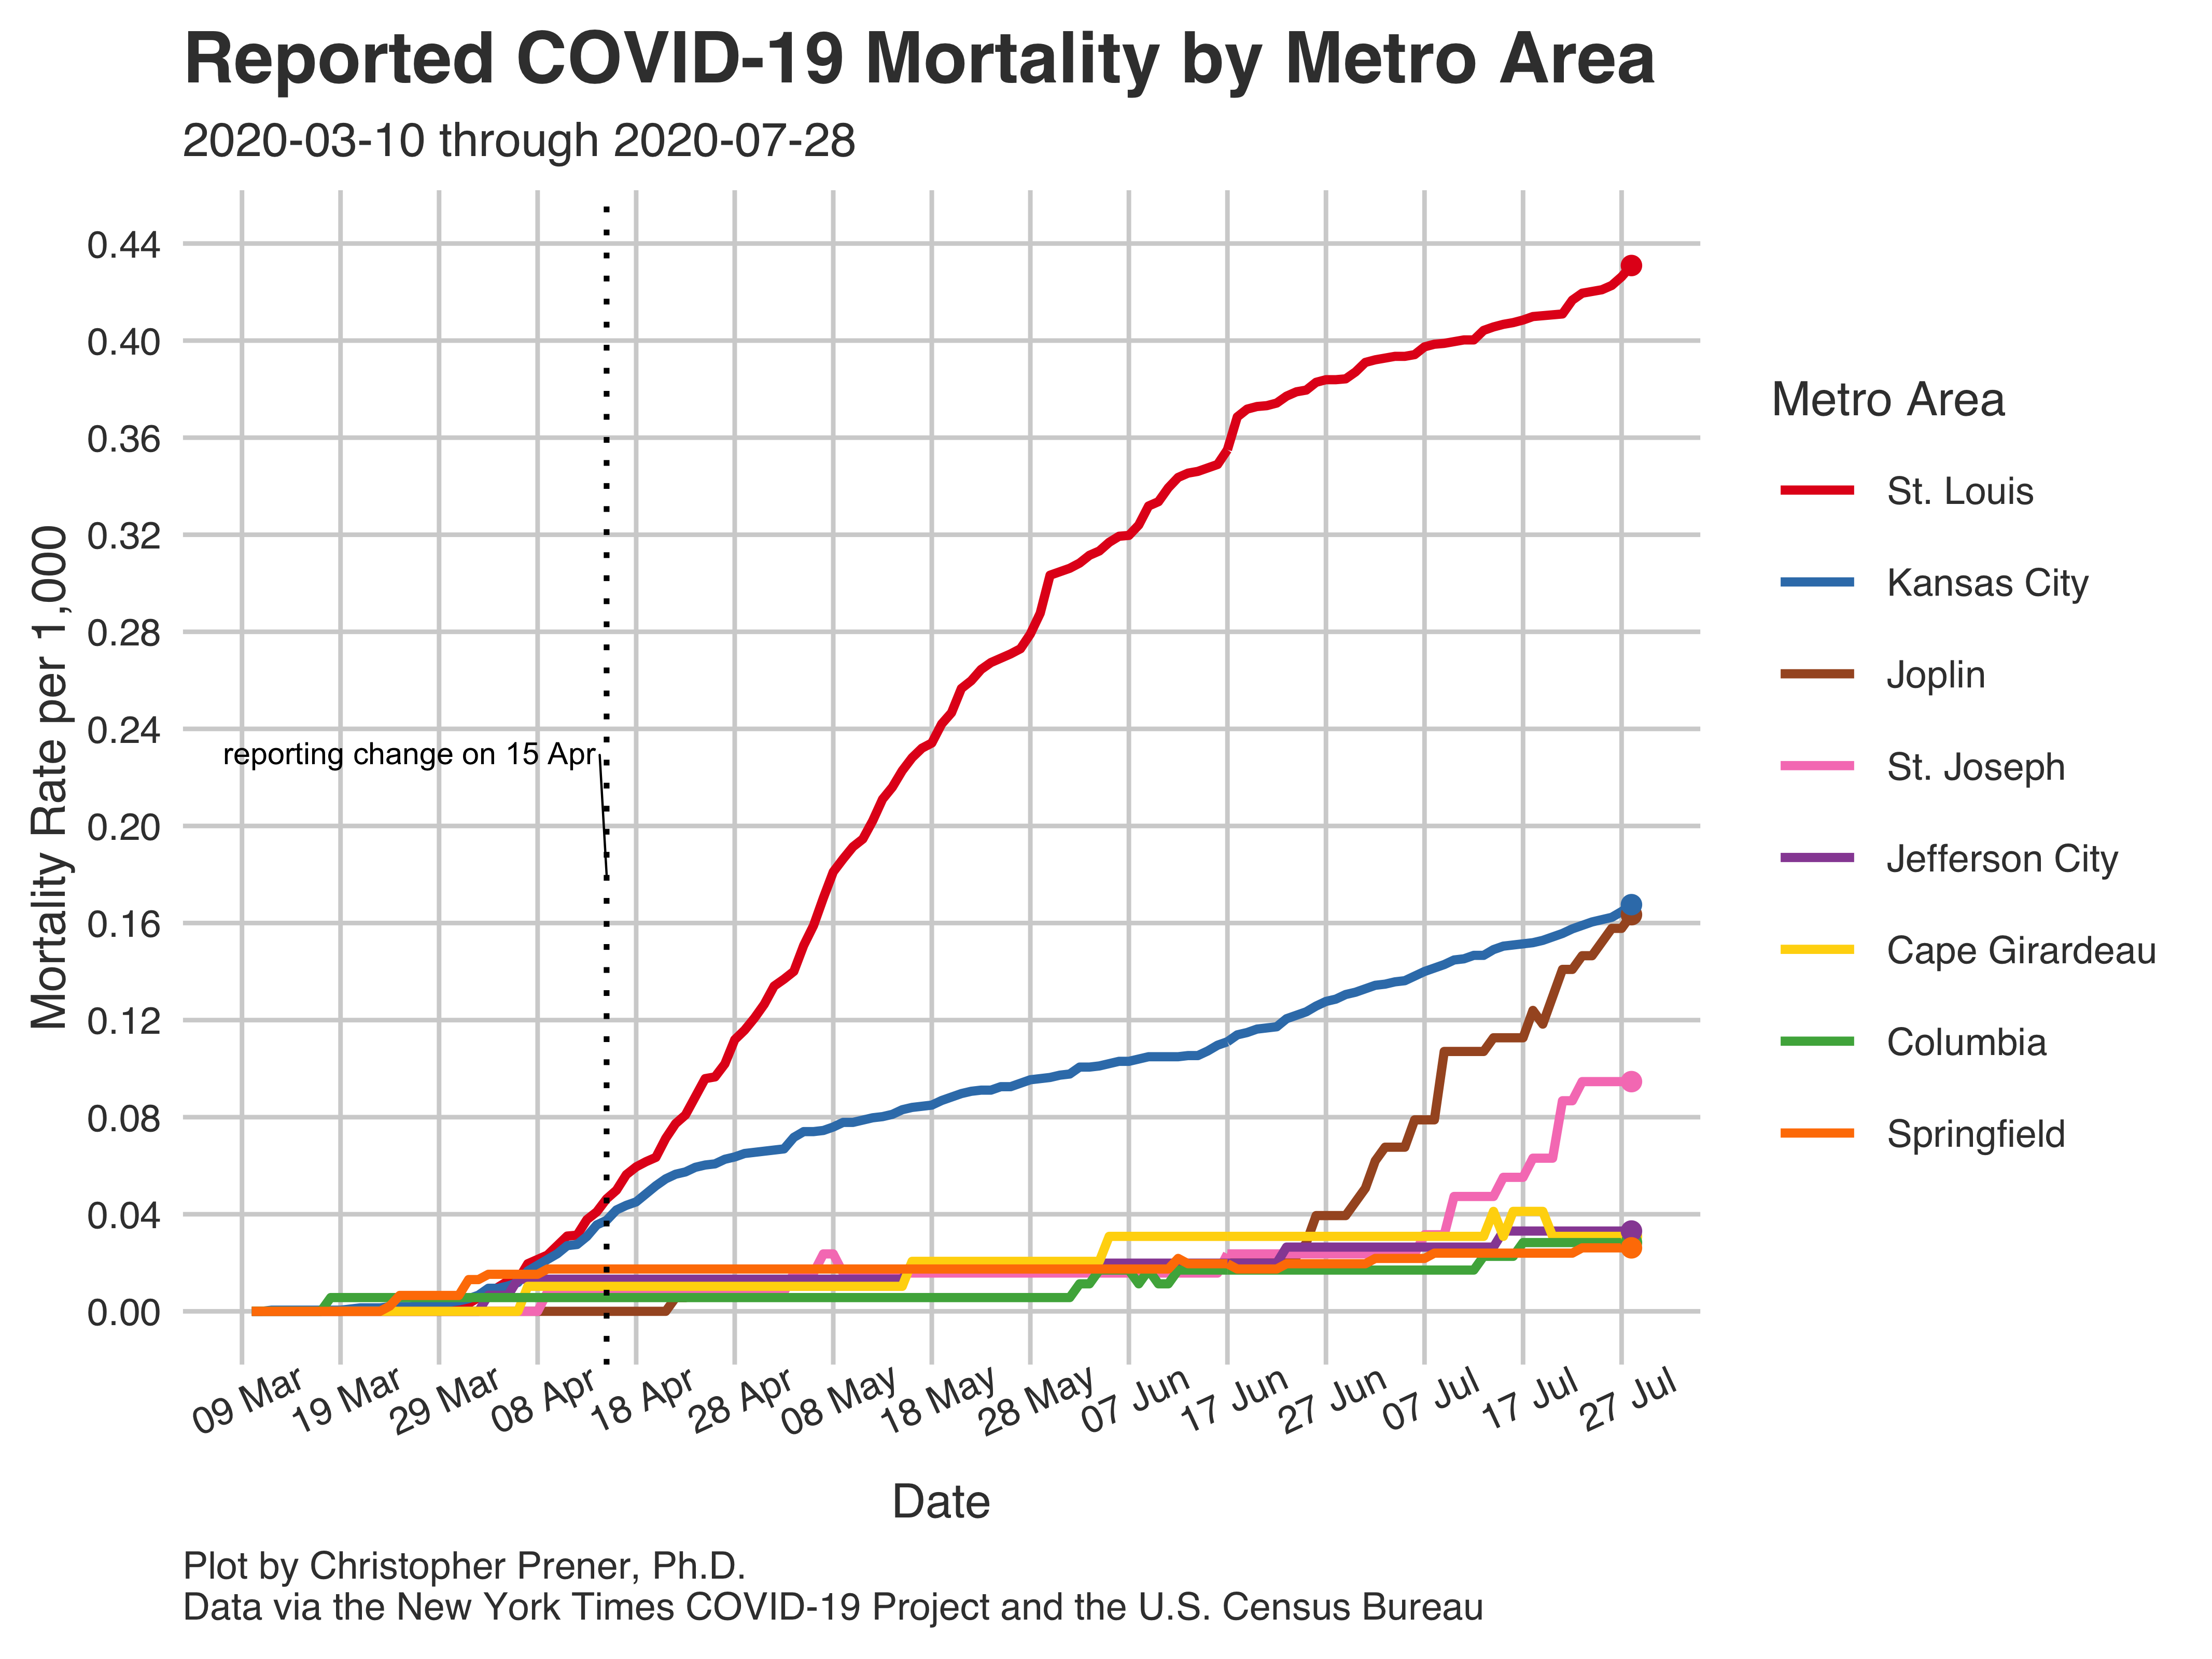 Reported COVID-19 Mortality by Metro Area
2020-03-10 through 2020-07-28
Mortality Rate per 1,000
0.44
0.40
0.36
0.32
0.28
0.24
0.20
0.16
0.12
0.08
0.04
0.00
reporting change on 15 Apr
09 Mar
19 Mar
29 Mar
08 Apr
18 Apr
28 Apr
08 May
18 May
28 May
07 Jun
17 Jun
27 Jun
07 Jul
17 Jul
27 Jul
Date
Metro Area
St. Louis
Kansas City
Joplin
St. Joseph
Jefferson City
Cape Girardeau
Columbia
Springfield
Plot by Christopher Prener, Ph.D.
Data via the New York Times COVID-19 Project and the U.S. Census Bureau